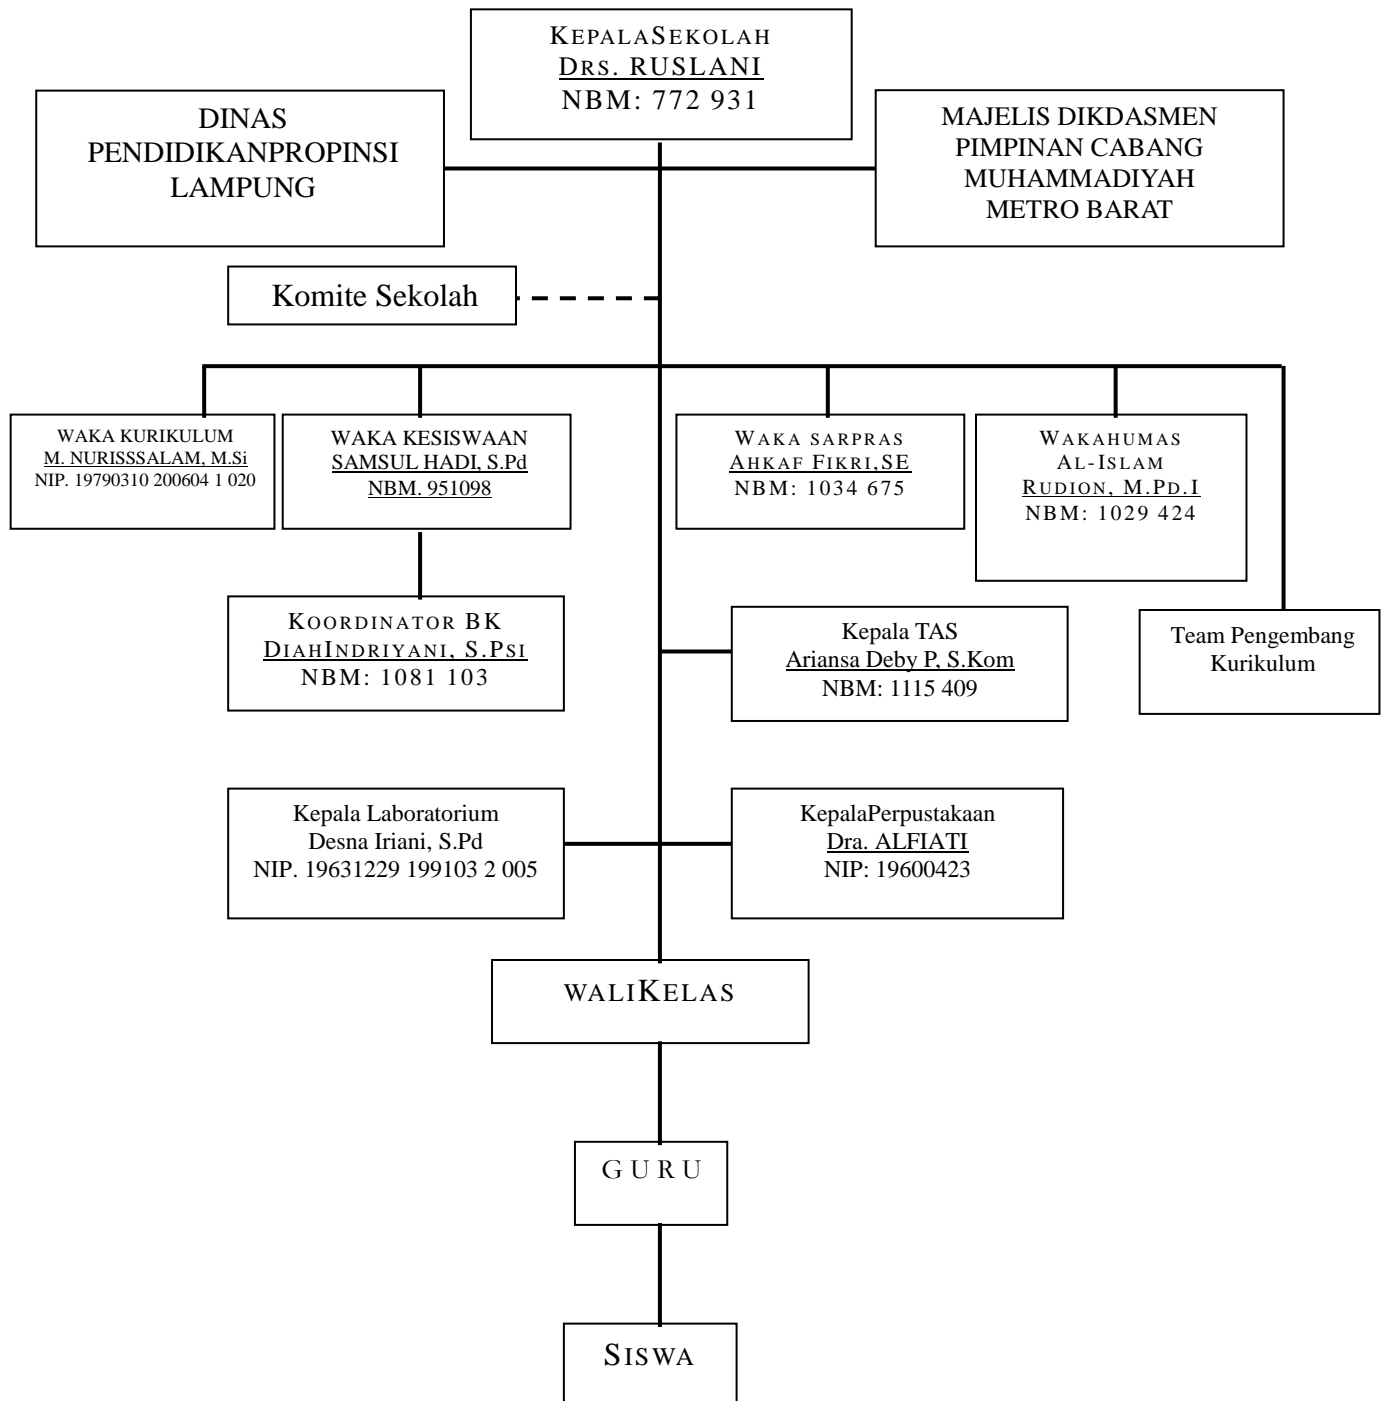 KEPALASEKOLAH
DRS. RUSLANI
NBM: 772 931
DINAS
PENDIDIKANPROPINSI
LAMPUNG
MAJELIS DIKDASMEN
PIMPINAN CABANG
MUHAMMADIYAH
METRO BARAT
Komite Sekolah
WAKA KURIKULUM
M. NURISSSALAM, M.Si
NIP. 19790310 200604 1 020
WAKA KESISWAAN
SAMSUL HADI, S.Pd
NBM. 951098
WAKA SARPRAS
AHKAF FIKRI,SE
NBM: 1034 675
WAKAHUMAS
AL-ISLAM
RUDION, M.PD.I
NBM: 1029 424
KOORDINATOR BK
DIAHINDRIYANI, S.PSI
NBM: 1081 103
Kepala TAS
Ariansa Deby P, S.Kom
NBM: 1115 409
Team Pengembang
Kurikulum
Kepala Laboratorium
Desna Iriani, S.Pd
NIP. 19631229 199103 2 005
KepalaPerpustakaan
Dra. ALFIATI
NIP: 19600423
WALIKELAS
G U R U
SISWA